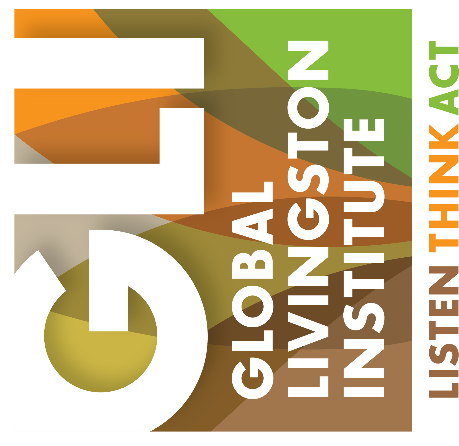 GLI
GLOBAL
LIVINGSTON
INSTITUTE
LISTEN THINK ACT